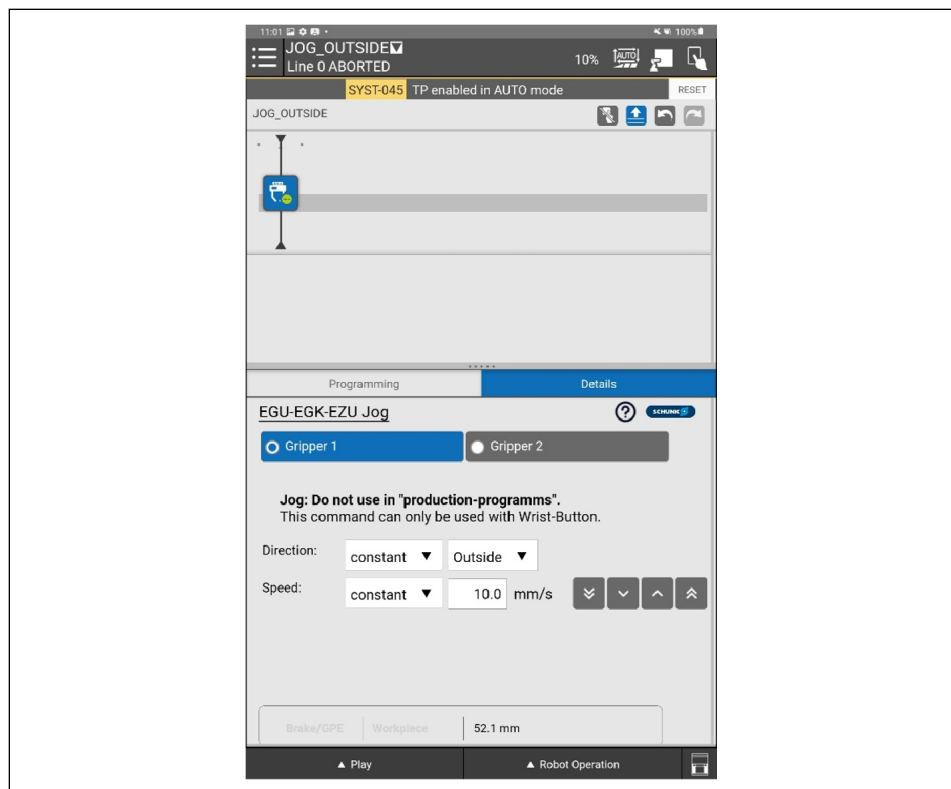 11:01
100%
JOG_OUTSIDE
Line 0 ABORTED
10%
AUTO
SYST-045 TP enabled in AUTO mode
RESET
JOG_OUTSIDE
Programming
Details
EGU-EGK-EZU Jog
?
SCHUNK
Gripper 1
Gripper 2
Jog: Do not use in "production-programms".
This command can only be used with Wrist-Button.
Direction: constant ▼ Outside ▼
Speed: constant ▼ 10.0 mm/s
Brake/GPE Workpiece 52.1 mm
▲ Play
▲ Robot Operation